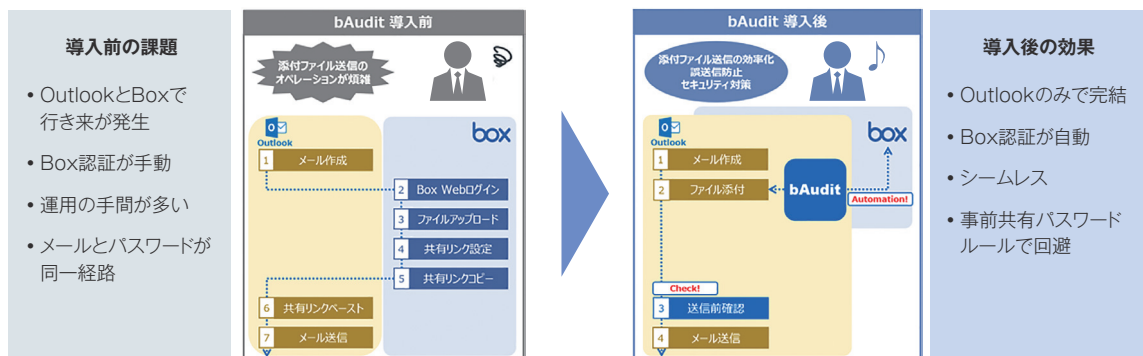 導入前の課題
• OutlookとBoxで
行き来が発生
• Box認証が手動
• 運用の手間が多い
• メールとパスワードが
同一経路
bAudit 導入前
添付ファイル送信の
オペレーションが煩雑
Outlook
box
1 メール作成
2 Box Webログイン
3 ファイルアップロード
4 共有リンク設定
5 共有リンクコピー
6 共有リンクペースト
7 メール送信
bAudit 導入後
添付ファイル送信の効率化
誤送信防止
セキュリティ対策
Outlook
box
1 メール作成
2 ファイル添付
bAudit
Automation!
Check!
3 送信前確認
4 メール送信
導入後の効果
• Outlookのみで完結
• Box認証が自動
• シームレス
• 事前共有パスワード
ルールで回避